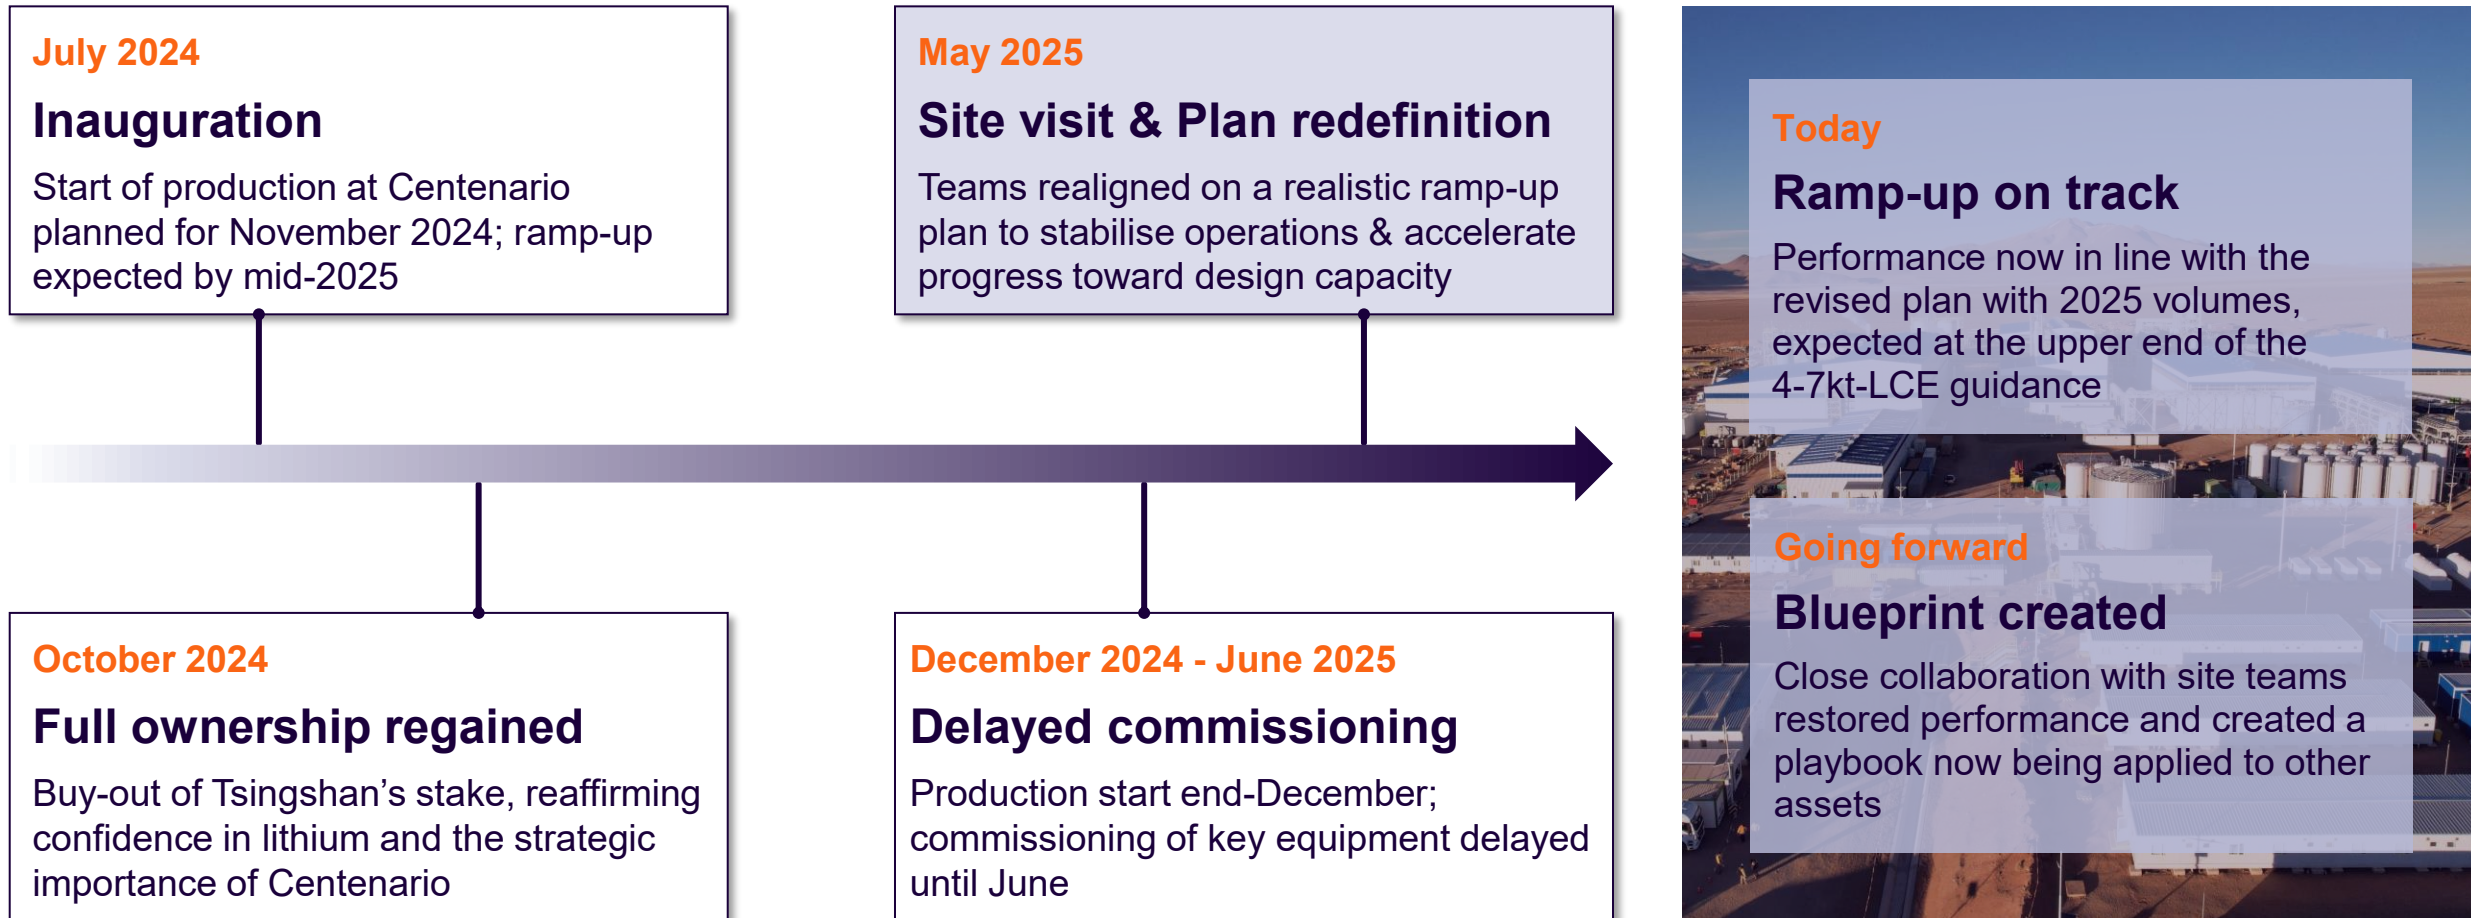 July 2024
Inauguration
Start of production at Centenario
planned for November 2024; ramp-up
expected by mid-2025
October 2024
Full ownership regained
Buy-out of Tsingshan’s stake, reaffirming
confidence in lithium and the strategic
importance of Centenario
December 2024 - June 2025
Delayed commissioning
Production start end-December;
commissioning of key equipment delayed
until June
May 2025
Site visit & Plan redefinition
Teams realigned on a realistic ramp-up
plan to stabilise operations & accelerate
progress toward design capacity
Today
Ramp-up on track
Performance now in line with the
revised plan with 2025 volumes,
expected at the upper end of the
4-7kt-LCE guidance
Going forward
Blueprint created
Close collaboration with site teams
restored performance and created a
playbook now being applied to other
assets